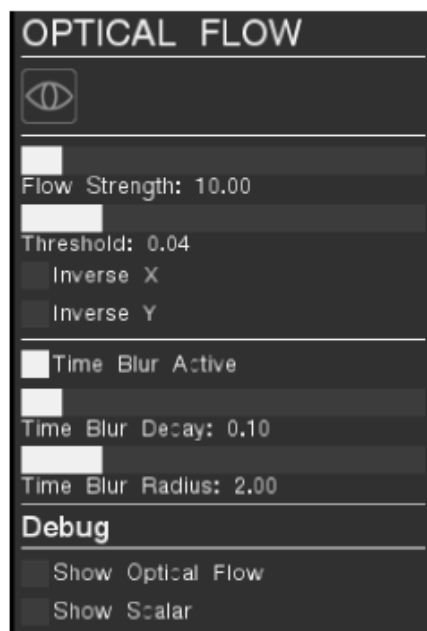 OPTICAL FLOW
Flow Strength: 10.00
Threshold: 0.04
Inverse X
Inverse Y
Time Blur Active
Time Blur Decay: 0.10
Time Blur Radius: 2.00
Debug
Show Optical Flow
Show Scalar